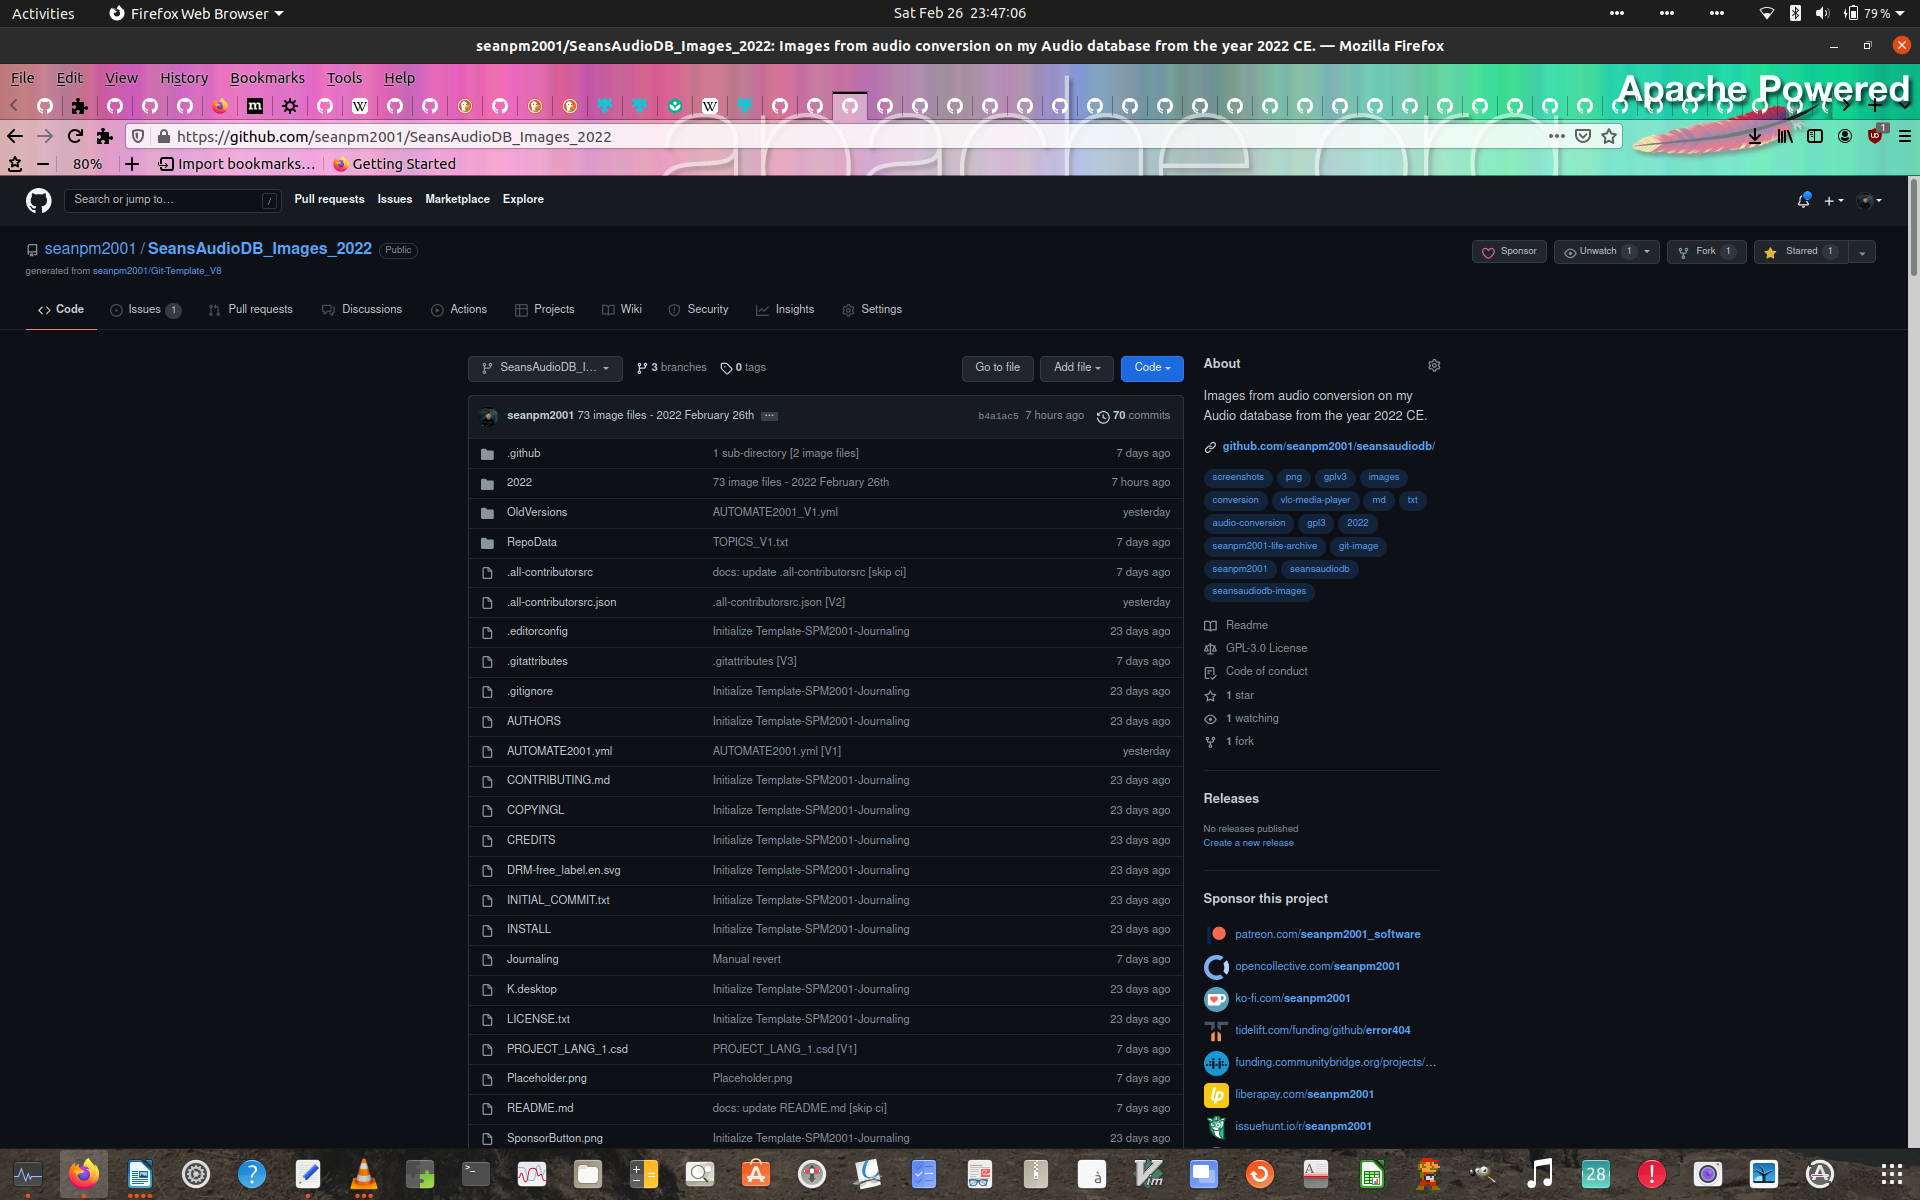 Activities Firefox Web Browser Sat Feb 26 23:47:06 79 %
seanpm2001/SeansAudioDB_Images_2022: Images from audio conversion on my Audio database from the year 2022 CE. — Mozilla Firefox
File Edit View History Bookmarks Tools Help
Apache Powered
https://github.com/seanpm2001/SeansAudioDB_Images_2022
80% Import bookmarks... Getting Started
apache.org
Search or jump to... / Pull requests Issues Marketplace Explore
seanpm2001 / SeansAudioDB_Images_2022 Public
Sponsor Unwatch 1 Fork 1 Starred 1
generated from seanpm2001/Git-Template_V8
Code Issues 1 Pull requests Discussions Actions Projects Wiki Security Insights Settings
SeansAudioDB_I... 3 branches 0 tags Go to file Add file Code
seanpm2001 73 image files - 2022 February 26th ... b4a1ac5 7 hours ago 70 commits
.github 1 sub-directory [2 image files] 7 days ago
2022 73 image files - 2022 February 26th 7 hours ago
OldVersions AUTOMATE2001_V1.yml yesterday
RepoData TOPICS_V1.txt 7 days ago
.all-contributorsrc docs: update .all-contributorsrc [skip ci] 7 days ago
.all-contributorsrc.json .all-contributorsrc.json [V2] yesterday
.editorconfig Initialize Template-SPM2001-Journaling 23 days ago
.gitattributes .gitattributes [V3] 7 days ago
.gitignore Initialize Template-SPM2001-Journaling 23 days ago
AUTHORS Initialize Template-SPM2001-Journaling 23 days ago
AUTOMATE2001.yml AUTOMATE2001.yml [V1] yesterday
CONTRIBUTING.md Initialize Template-SPM2001-Journaling 23 days ago
COPYINGL Initialize Template-SPM2001-Journaling 23 days ago
CREDITS Initialize Template-SPM2001-Journaling 23 days ago
DRM-free_label.en.svg Initialize Template-SPM2001-Journaling 23 days ago
INITIAL_COMMIT.txt Initialize Template-SPM2001-Journaling 23 days ago
INSTALL Initialize Template-SPM2001-Journaling 23 days ago
Journaling Manual revert 7 days ago
K.desktop Initialize Template-SPM2001-Journaling 23 days ago
LICENSE.txt Initialize Template-SPM2001-Journaling 23 days ago
PROJECT_LANG_1.csd PROJECT_LANG_1.csd [V1] 7 days ago
Placeholder.png Placeholder.png 7 days ago
README.md docs: update README.md [skip ci] 7 days ago
SponsorButton.png Initialize Template-SPM2001-Journaling 23 days ago
About
Images from audio conversion on my
Audio database from the year 2022 CE.
github.com/seanpm2001/seansaudiodb/
screenshots png gplv3 images
conversion vlc-media-player md txt
audio-conversion gpl3 2022
seanpm2001-life-archive git-image
seanpm2001 seansaudiodb
seansaudiodb-images
Readme
GPL-3.0 License
Code of conduct
1 star
1 watching
1 fork
Releases
No releases published
Create a new release
Sponsor this project
patreon.com/seanpm2001_software
opencollective.com/seanpm2001
ko-fi.com/seanpm2001
tidelift.com/funding/github/error404
funding.communitybridge.org/projects/...
liberapay.com/seanpm2001
issuehunt.io/r/seanpm2001
28